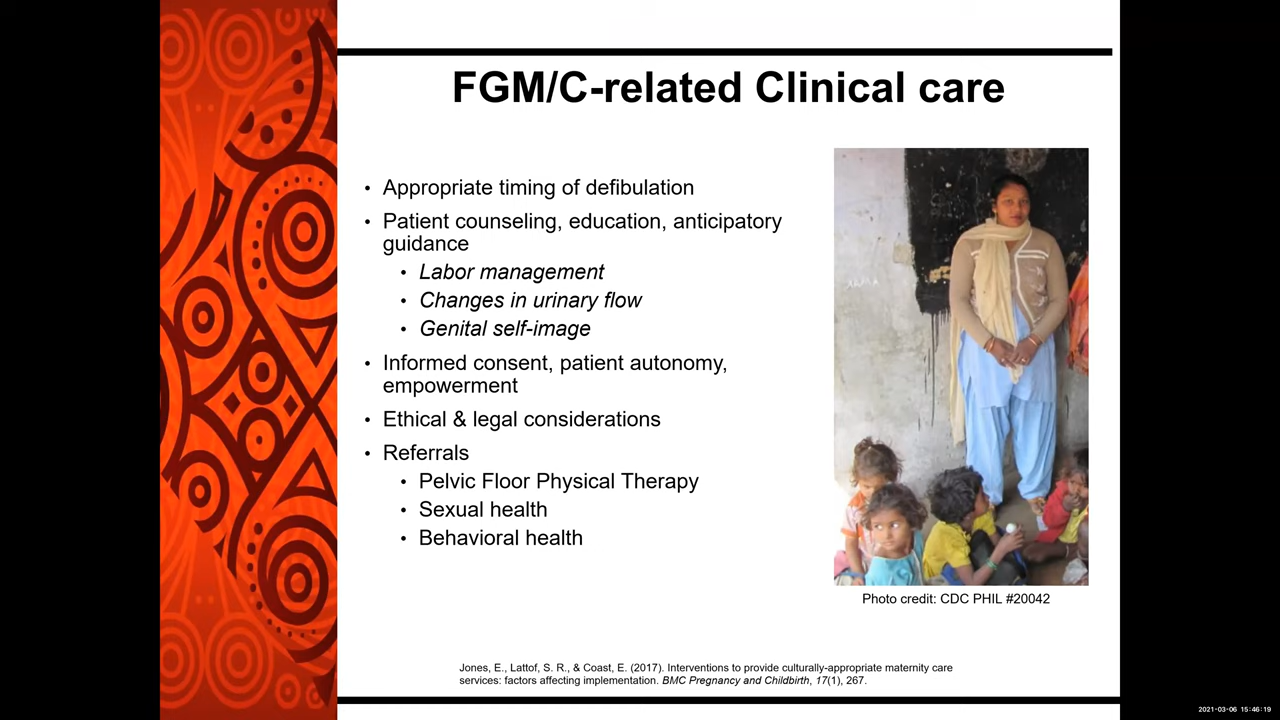 FGM/C-related Clinical care
• Appropriate timing of defibulation
• Patient counseling, education, anticipatory
guidance
• Labor management
• Changes in urinary flow
• Genital self-image
• Informed consent, patient autonomy,
empowerment
• Ethical & legal considerations
• Referrals
• Pelvic Floor Physical Therapy
• Sexual health
• Behavioral health
Photo credit: CDC PHIL #20042
Jones, E., Lattof, S. R., & Coast, E. (2017). Interventions to provide culturally-appropriate maternity care
services: factors affecting implementation. BMC Pregnancy and Childbirth, 17(1), 267.
2021-03-06 15:46:19